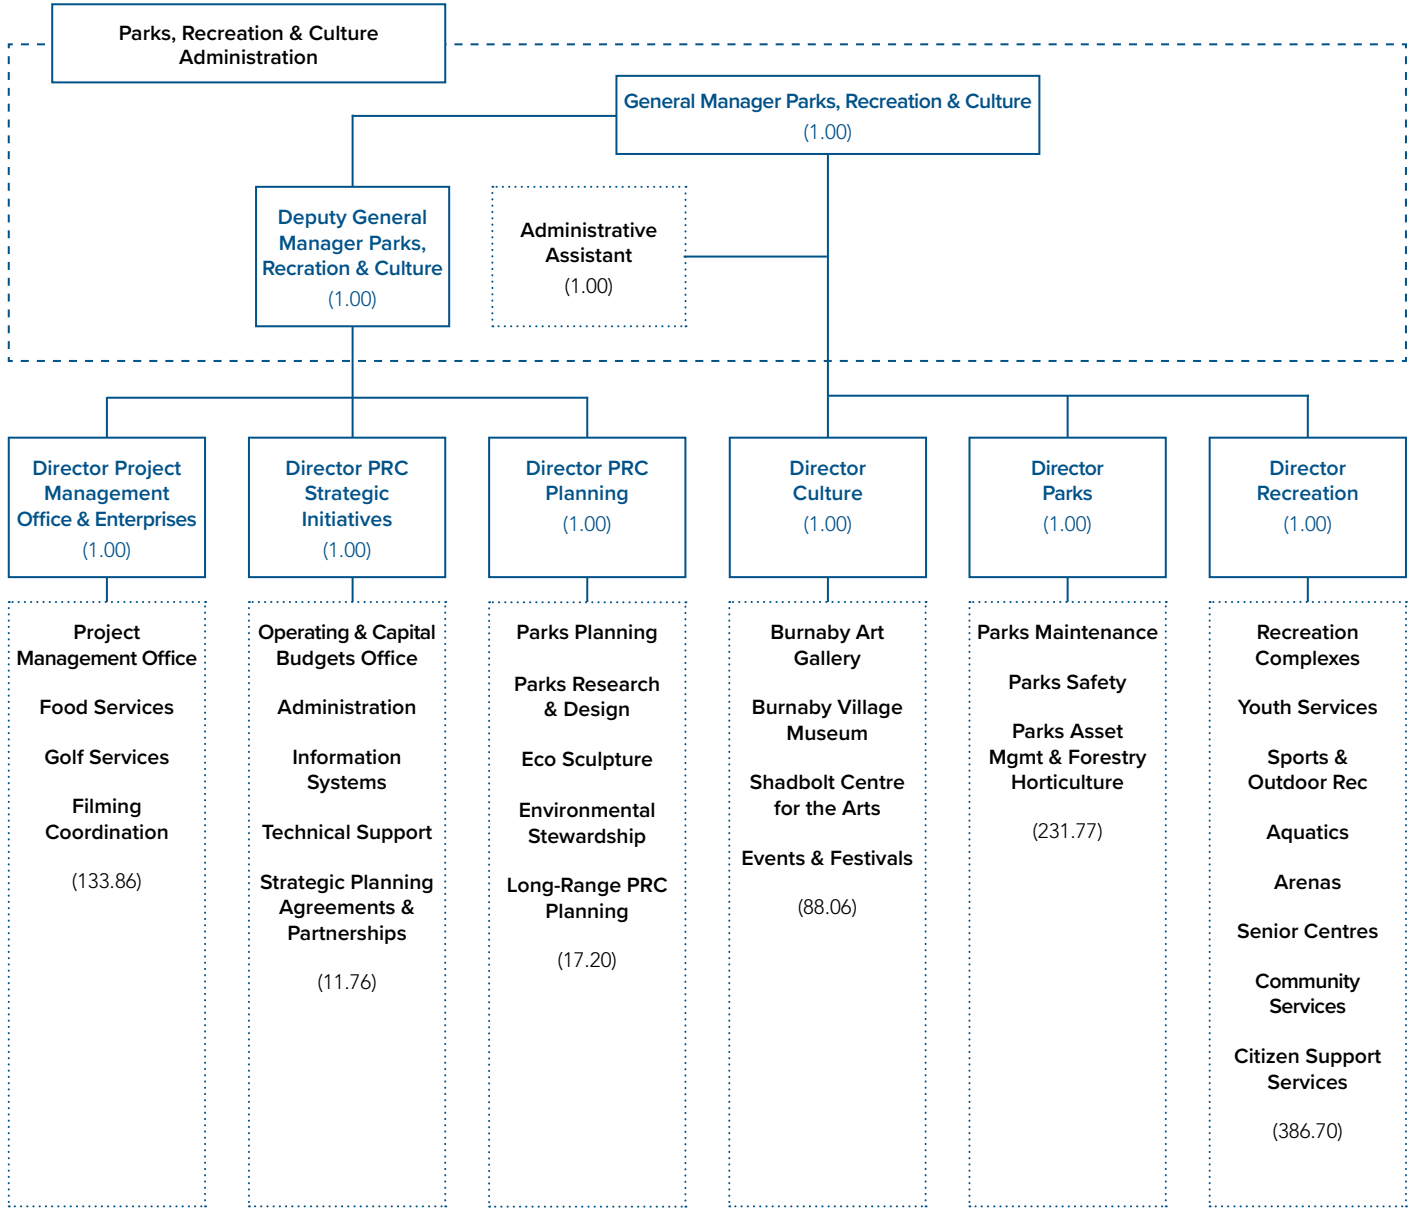 Parks, Recreation & Culture
Administration
General Manager Parks, Recreation & Culture
(1.00)
Deputy General
Manager Parks,
Recration & Culture
(1.00)
Administrative
Assistant
(1.00)
Director Project
Management
Office & Enterprises
(1.00)
Director PRC
Strategic
Initiatives
(1.00)
Director PRC
Planning
(1.00)
Director
Culture
(1.00)
Director
Parks
(1.00)
Director
Recreation
(1.00)
Project
Management Office
Food Services
Golf Services
Filming
Coordination
(133.86)
Operating & Capital
Budgets Office
Administration
Information
Systems
Technical Support
Strategic Planning
Agreements &
Partnerships
(11.76)
Parks Planning
Parks Research
& Design
Eco Sculpture
Environmental
Stewardship
Long-Range PRC
Planning
(17.20)
Burnaby Art
Gallery
Burnaby Village
Museum
Shadbolt Centre
for the Arts
Events & Festivals
(88.06)
Parks Maintenance
Parks Safety
Parks Asset
Mgmt & Forestry
Horticulture
(231.77)
Recreation
Complexes
Youth Services
Sports &
Outdoor Rec
Aquatics
Arenas
Senior Centres
Community
Services
Citizen Support
Services
(386.70)